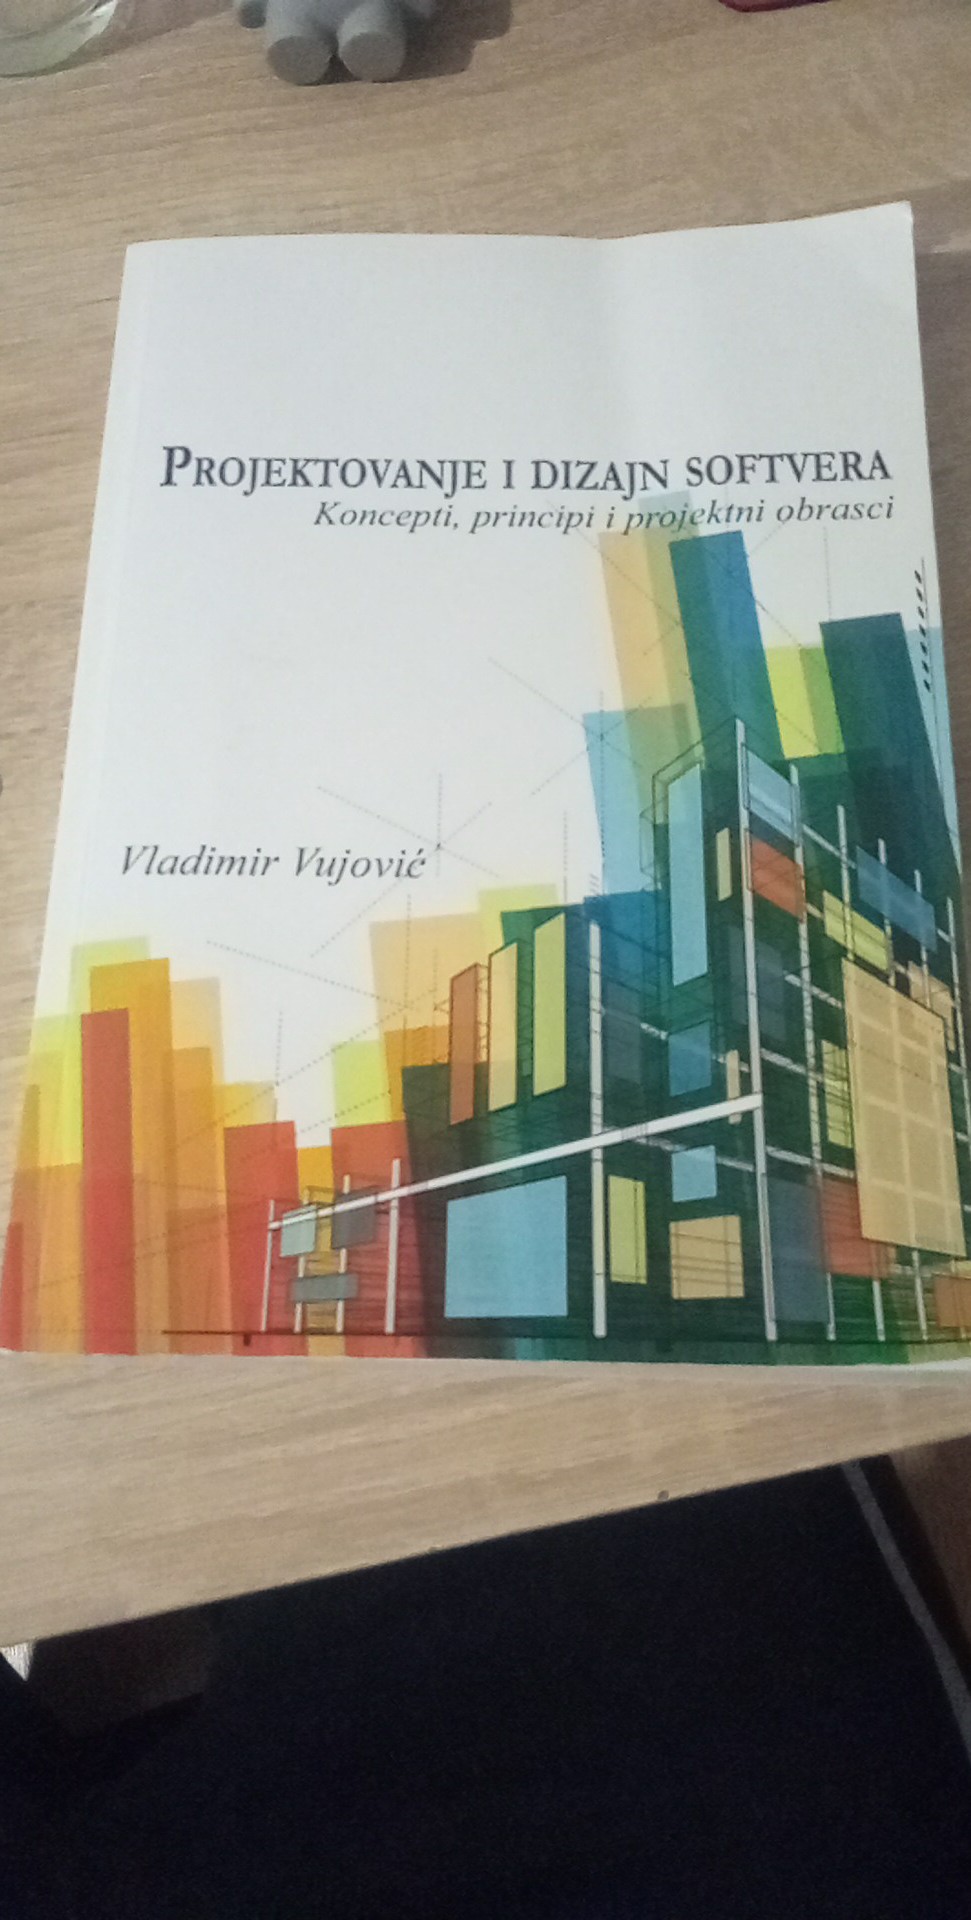 PROJEKTOVANJE I DIZAJN SOFTVERA
Koncepti, principi i projektni obrasci
Vladimir Vujović